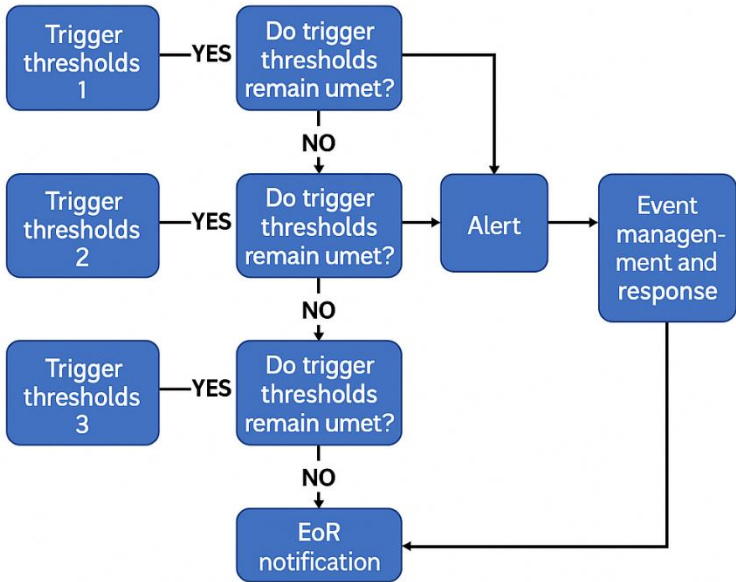 Trigger
thresholds
1
YES
Do trigger
thresholds
remain umet?
NO
Trigger
thresholds
2
YES
Do trigger
thresholds
remain umet?
Alert
Event
managen-
ment and
response
NO
Trigger
thresholds
3
YES
Do trigger
thresholds
remain umet?
NO
EoR
notification